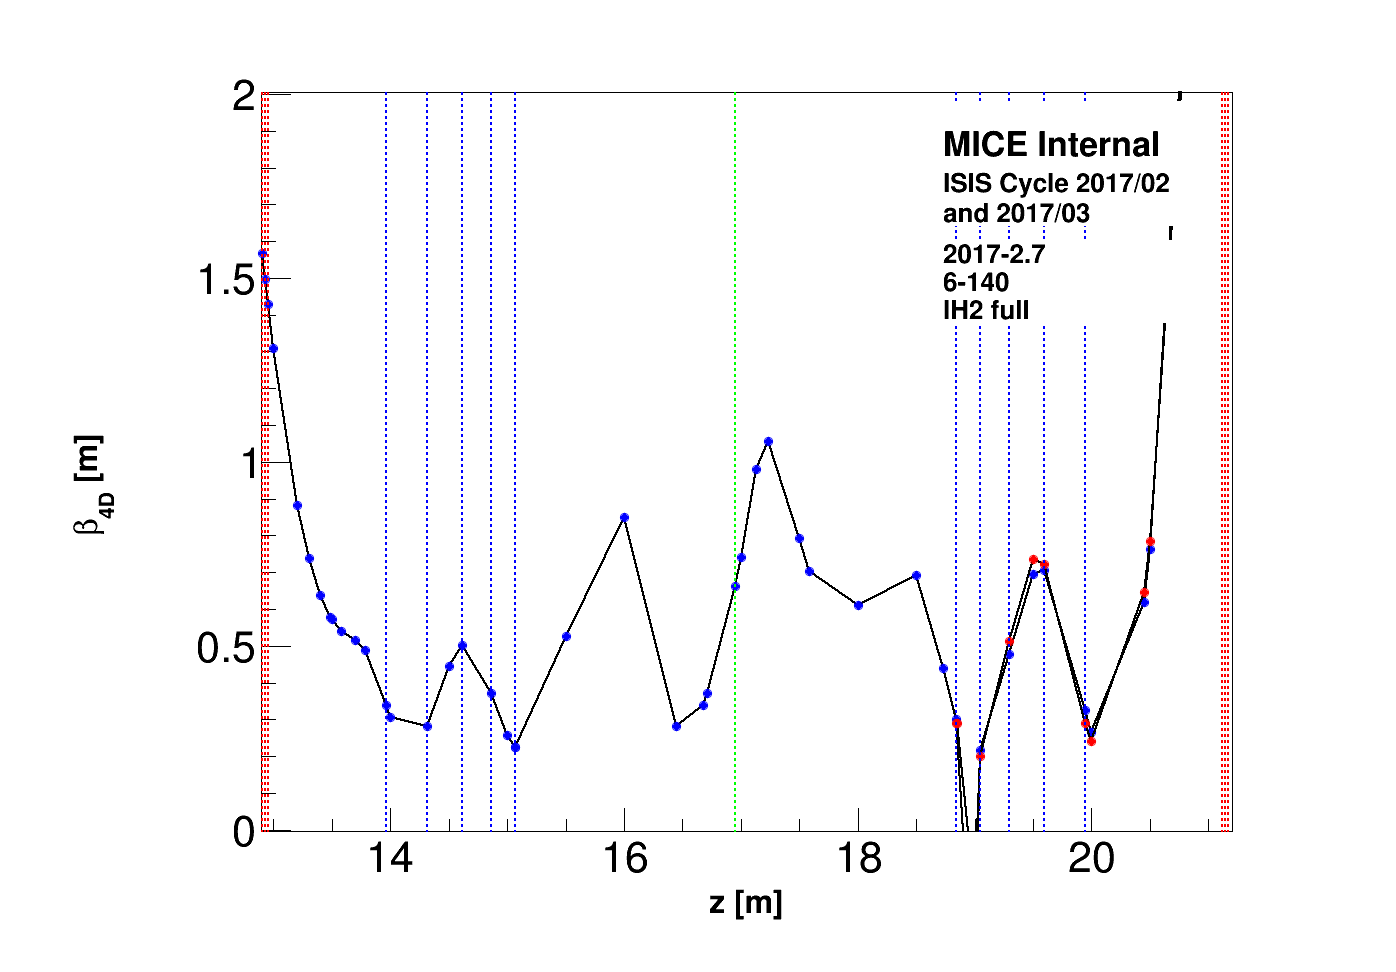 2
1.5
1
0.5
0
β4D [m]
14
16
18
20
z [m]
MICE Internal
ISIS Cycle 2017/02
and 2017/03
2017-2.7
6-140
lH2 full